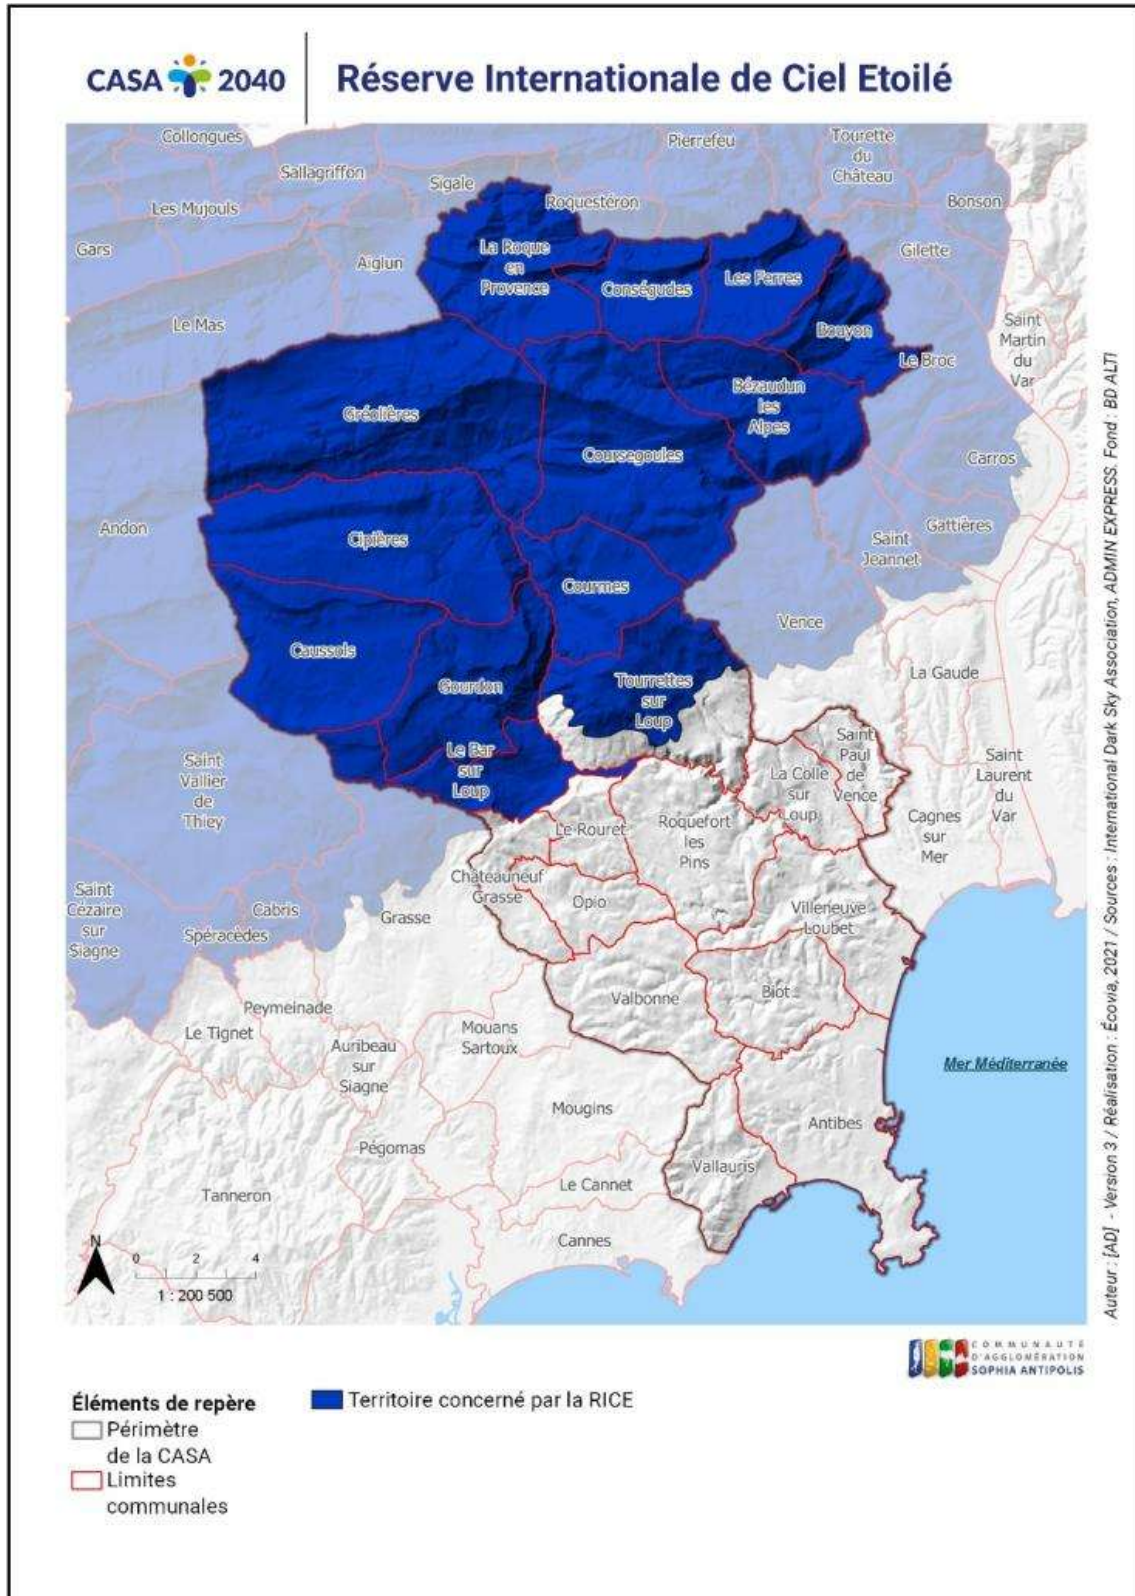 CASA 2040
Réserve Internationale de Ciel Etoilé
Collongues
Sallagriffon
Sigale
Pierrefeu
Tourette
du
Château
Les Mujouls
Roquestéron
Bonson
Gars
Aiglun
La Roque
en
Provence
Conségudes
Les Ferres
Gilette
Le Mas
Bouyon
Saint
Martin
du
Var
Le Broc
Gréolières
Bézaudun
les
Alpes
Coursegoules
Carros
Andon
Cipières
Gattières
Saint
Jeannet
Courmes
Vence
Caussols
Gourdon
Tourrettes
sur
Loup
La Gaude
Saint
Vallier
de
Thiey
Le Bar
sur
Loup
Saint
Paul
de
Vence
La Colle
sur
Loup
Saint
Laurent
du
Var
Cagnes
sur
Mer
Le Rouret
Roquefort
les
Pins
Châteauneuf
Grasse
Opio
Villeneuve
Loubet
Saint
Cézaire
sur
Siagne
Cabris
Spéracèdes
Grasse
Valbonne
Biot
Peymeinade
Le Tignet
Mouans
Sartoux
Auribeau
sur
Siagne
Mer Méditerranée
Mougins
Antibes
Pégomas
Vallauris
Tanneron
Le Cannet
Cannes
N
0 2 4
1 : 200 500
Auteur : [AD] - Version 3 / Réalisation : Écovia, 2021 / Sources : International Dark Sky Association, ADMIN EXPRESS. Fond : BD ALTI
COMMUNAUTÉ
D'AGGLOMÉRATION
SOPHIA ANTIPOLIS
Éléments de repère
Périmètre
de la CASA
Limites
communales
Territoire concerné par la RICE